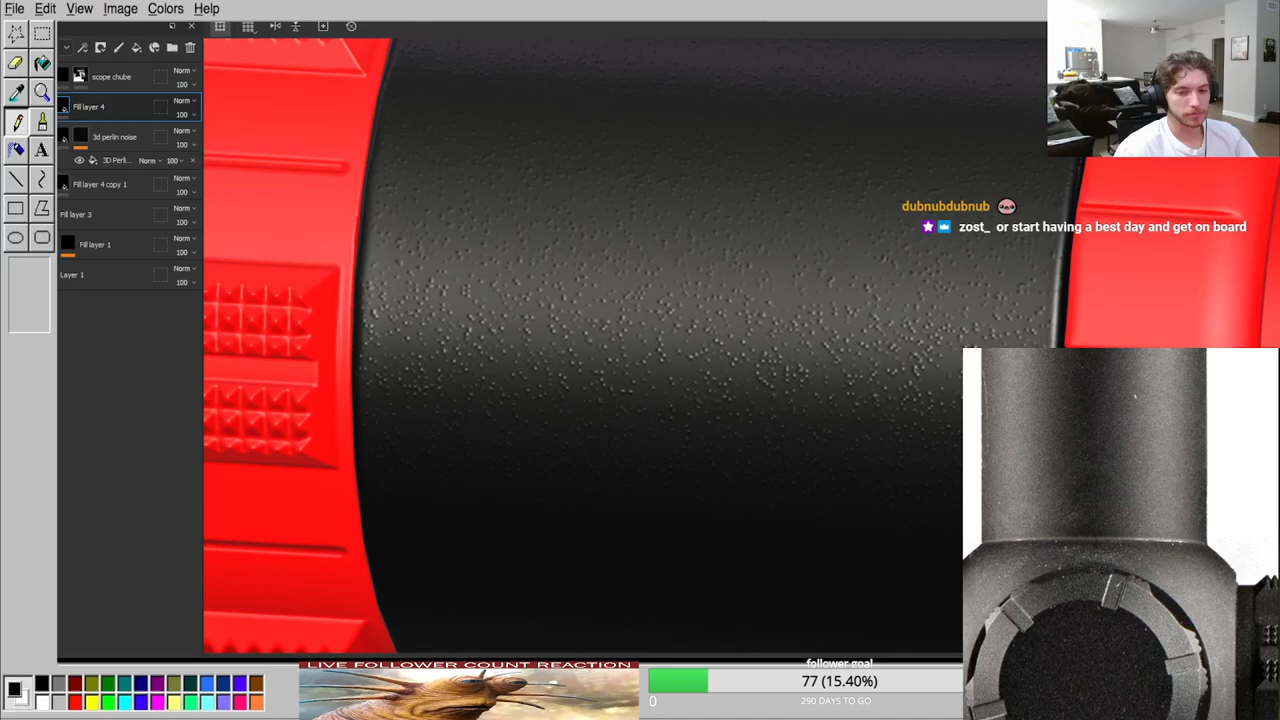 File Edit View Image Colors Help
scope chube Norm 100
Fill layer 4 Norm 100
3d perlin noise Norm 100
3D Perli... Norm 100
Fill layer 4 copy 1 Norm 100
Fill layer 3 Norm 100
Fill layer 1 Norm 100
Layer 1 Norm 100
dubnubdubnub
zost_ or start having a best day and get on board
LIVE FOLLOWER COUNT REACTION
follower goal
77 (15.40%)
0
290 DAYS TO GO